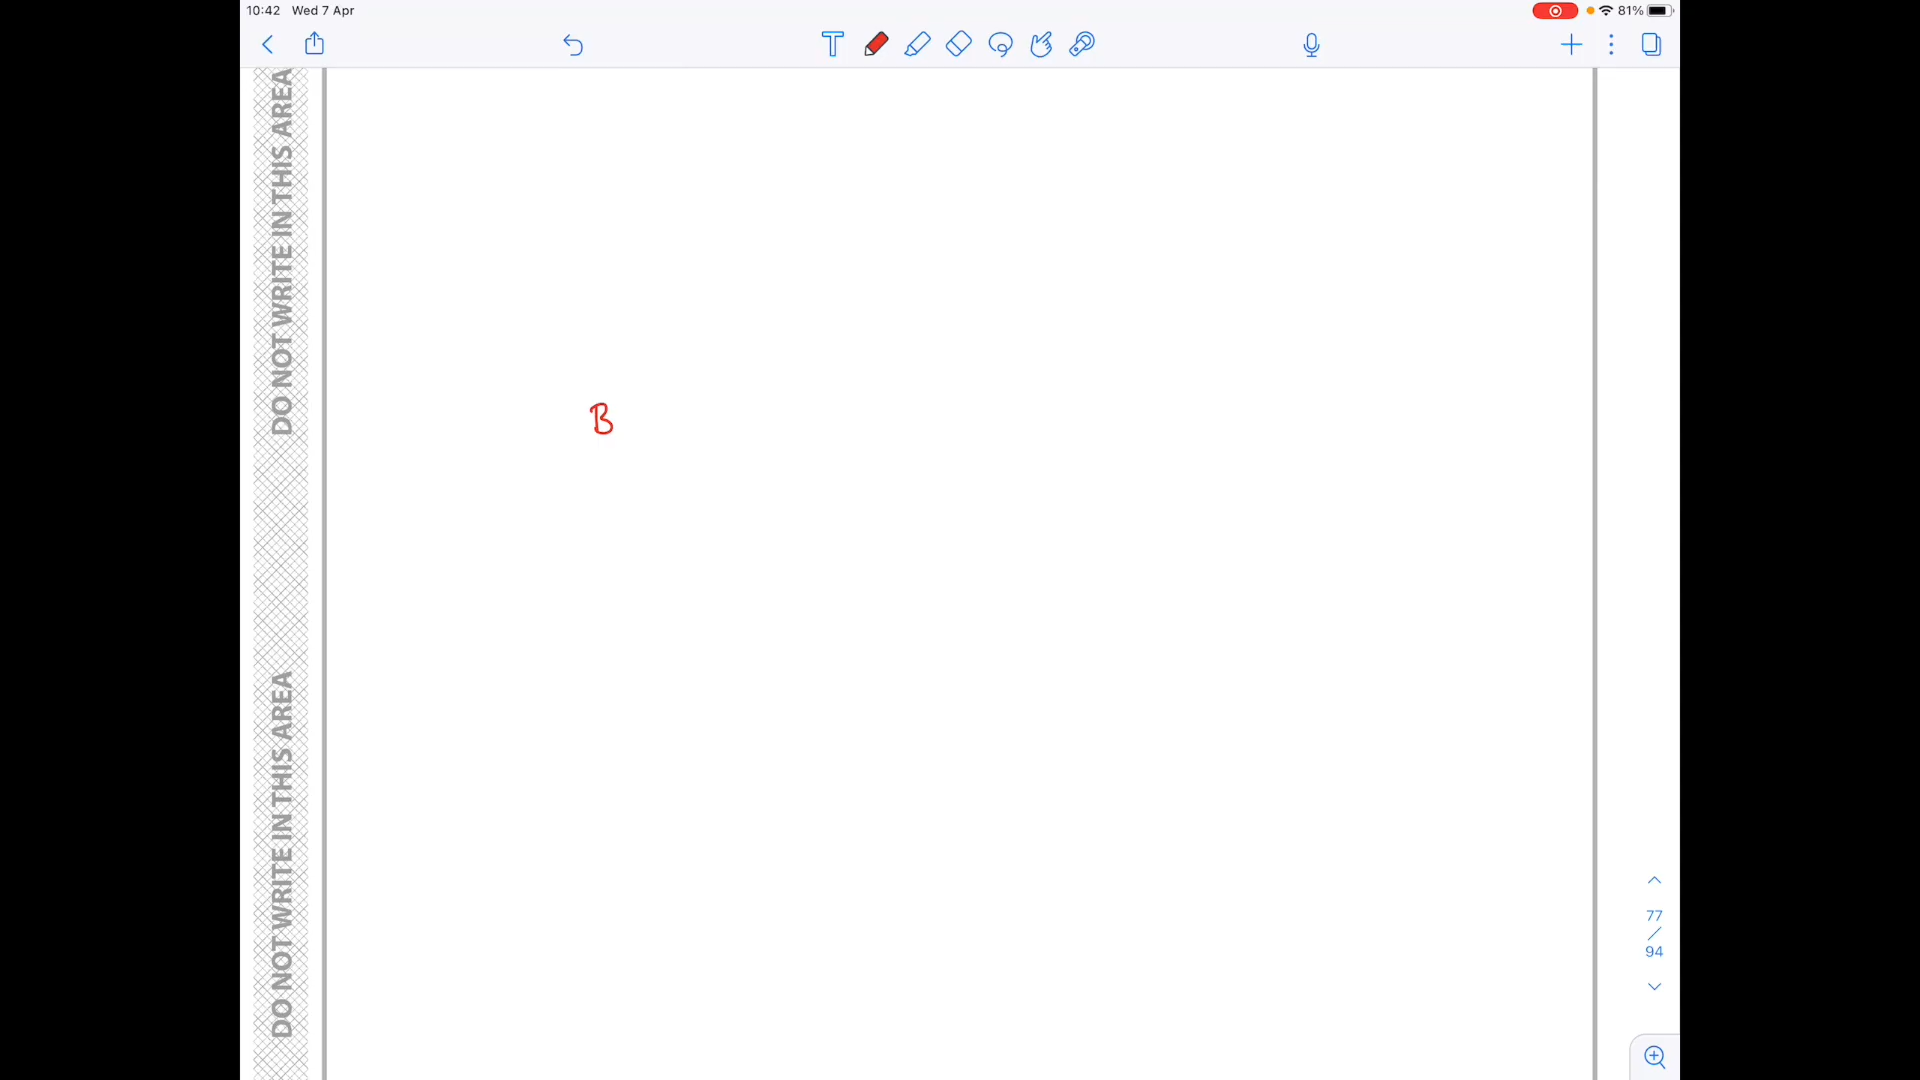 10:42 Wed 7 Apr
81%
DO NOT WRITE IN THIS AREA
B
DO NOT WRITE IN THIS AREA
77
/
94